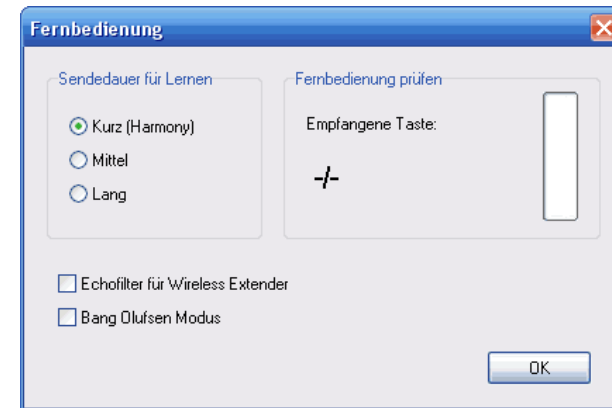 Fernbedienung
Sendedauer für Lernen
Kurz (Harmony)
Mittel
Lang
Fernbedienung prüfen
Empfangene Taste:
-/-
Echofilter für Wireless Extender
Bang Olufsen Modus
OK